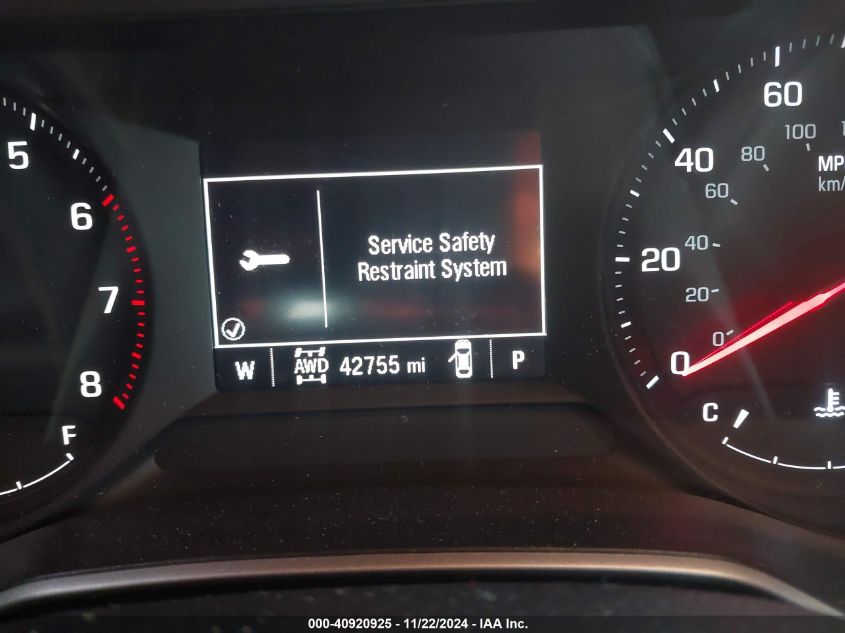 5
6
7
8
F
Service Safety
Restraint System
W AWD 42755 mi P
60
100
40
80
MP
60
km/
20
40
20
0
0
C
000-40920925 - 11/22/2024 - IAA Inc.